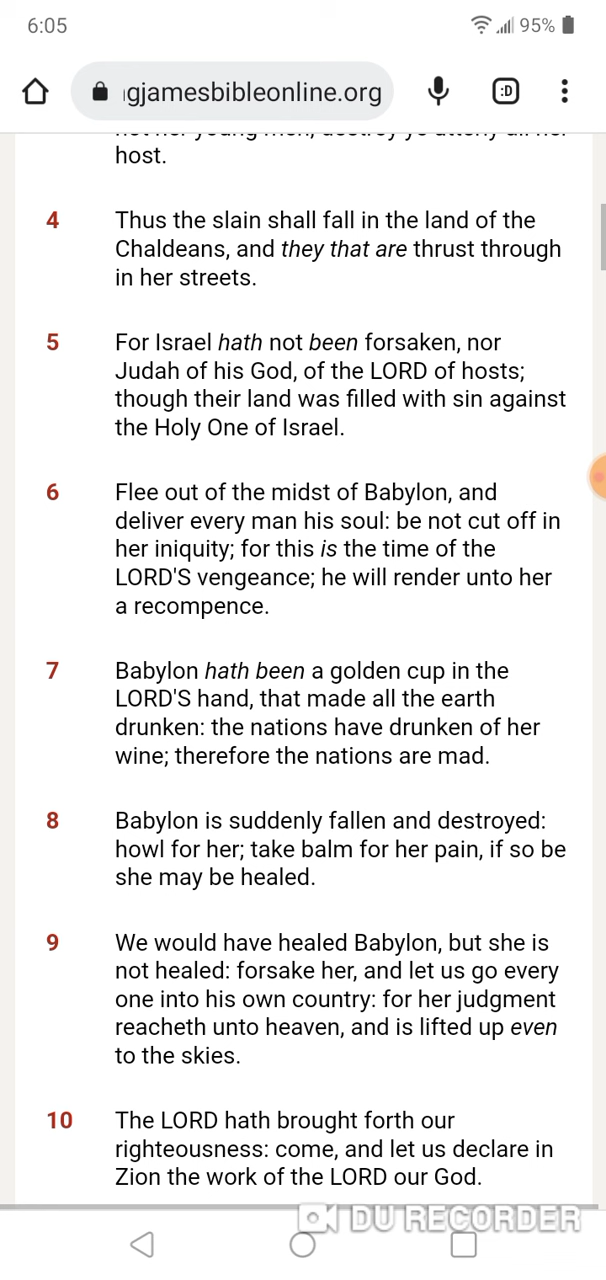 6:05 95%
ıgjamesbibleonline.org :D
host.
4 Thus the slain shall fall in the land of the
Chaldeans, and they that are thrust through
in her streets.
5 For Israel hath not been forsaken, nor
Judah of his God, of the LORD of hosts;
though their land was filled with sin against
the Holy One of Israel.
6 Flee out of the midst of Babylon, and
deliver every man his soul: be not cut off in
her iniquity; for this is the time of the
LORD'S vengeance; he will render unto her
a recompence.
7 Babylon hath been a golden cup in the
LORD'S hand, that made all the earth
drunken: the nations have drunken of her
wine; therefore the nations are mad.
8 Babylon is suddenly fallen and destroyed:
howl for her; take balm for her pain, if so be
she may be healed.
9 We would have healed Babylon, but she is
not healed: forsake her, and let us go every
one into his own country: for her judgment
reacheth unto heaven, and is lifted up even
to the skies.
10 The LORD hath brought forth our
righteousness: come, and let us declare in
Zion the work of the LORD our God.
DU RECORDER